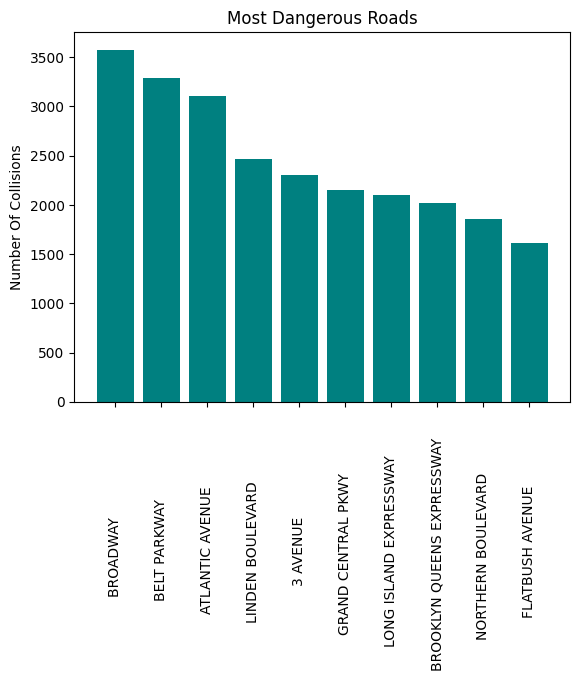 Most Dangerous Roads
Number Of Collisions
3500
3000
2500
2000
1500
1000
500
0
BROADWAY
BELT PARKWAY
ATLANTIC AVENUE
LINDEN BOULEVARD
3 AVENUE
GRAND CENTRAL PKWY
LONG ISLAND EXPRESSWAY
BROOKLYN QUEENS EXPRESSWAY
NORTHERN BOULEVARD
FLATBUSH AVENUE